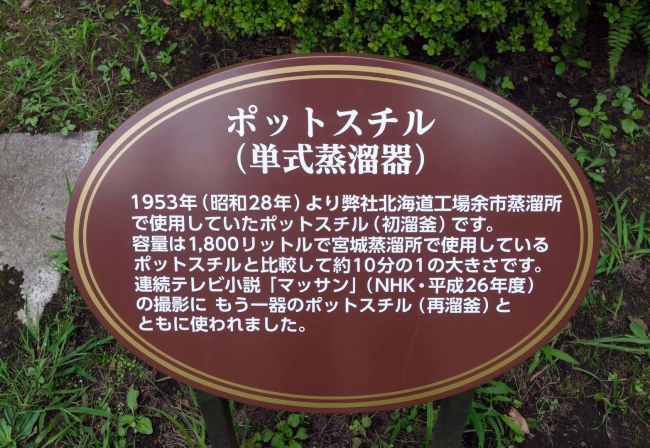 ポットスチル
（単式蒸溜器）
1953年（昭和28年）より弊社北海道工場余市蒸溜所
で使用していたポットスチル（初溜釜）です。
容量は1,800リットルで宮城蒸溜所で使用している
ポットスチルと比較して約10分の1の大きさです。
連続テレビ小説「マッサン」（NHK・平成26年度）
の撮影に もう一器のポットスチル（再溜釜）と
ともに使われました。